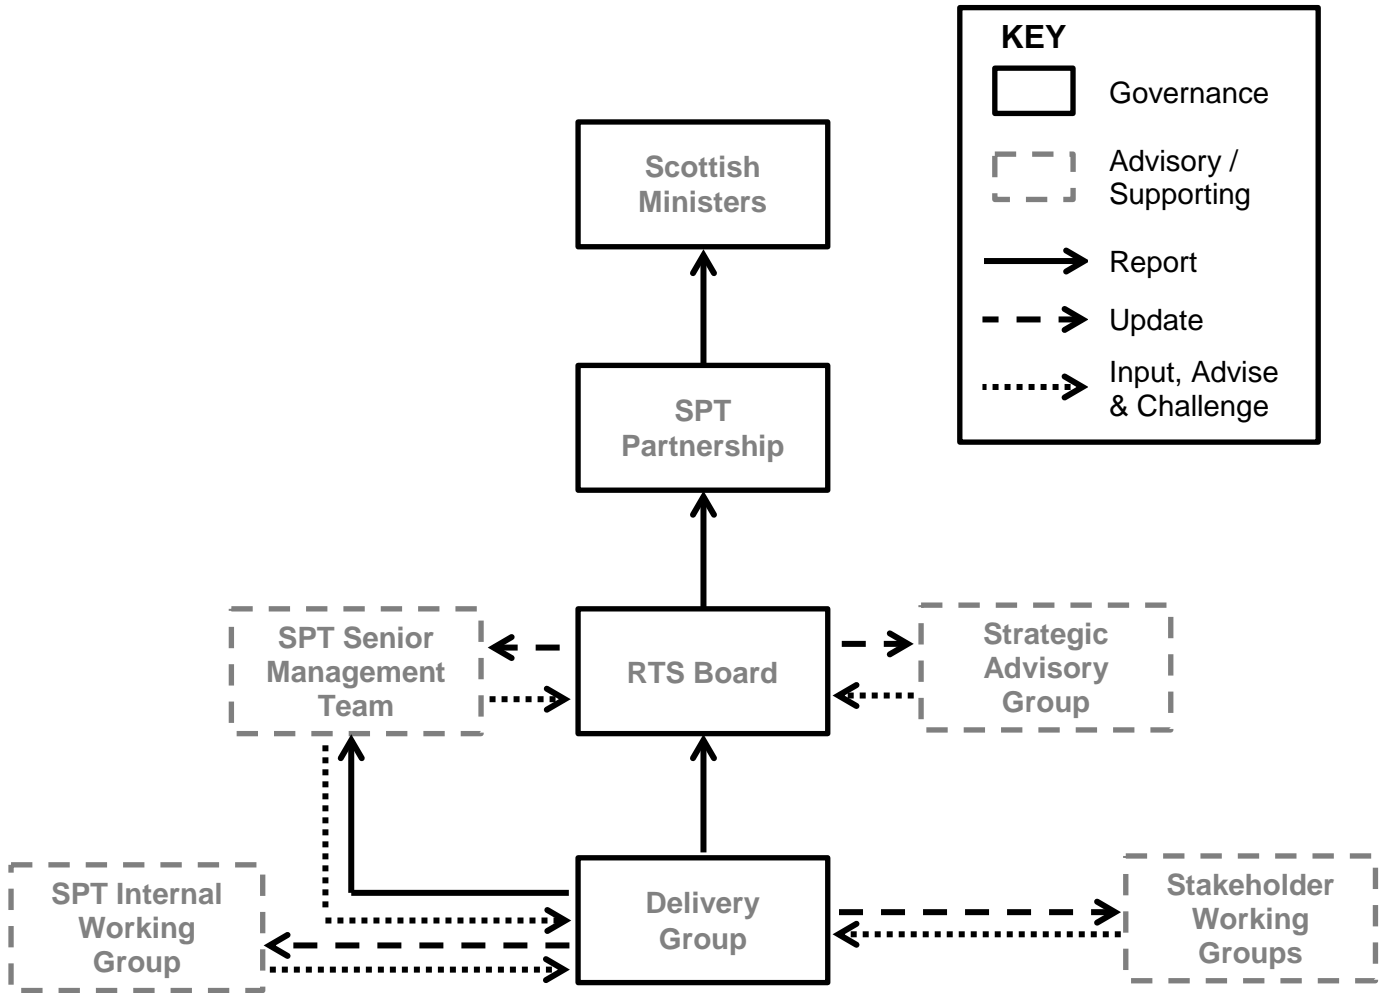 KEY
Governance
Advisory /
Supporting
Report
Update
Input, Advise
& Challenge
Scottish
Ministers
SPT
Partnership
SPT Senior
Management
Team
RTS Board
Strategic
Advisory
Group
SPT Internal
Working
Group
Delivery
Group
Stakeholder
Working
Groups